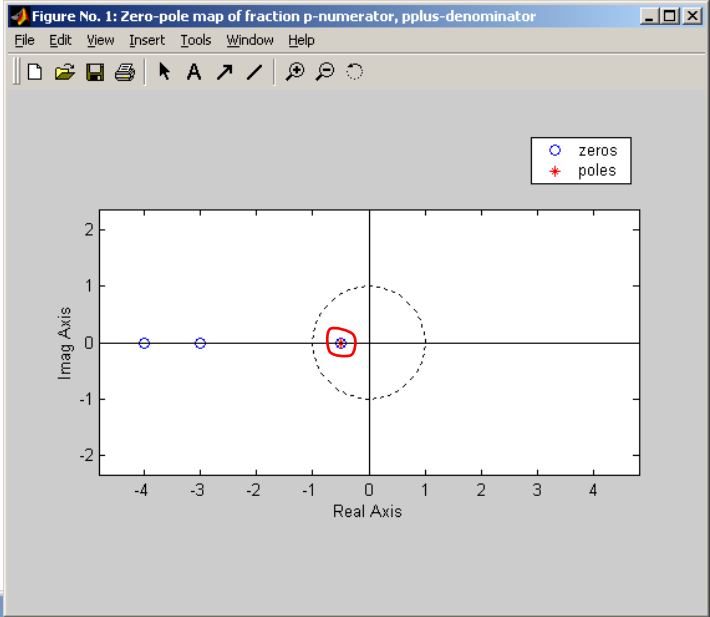 Figure No. 1: Zero-pole map of fraction p-numerator, pplus-denominator
File Edit View Insert Tools Window Help
A
zeros
poles
2
1
0
-1
-2
Imag Axis
-4 -3 -2 -1 0 1 2 3 4
Real Axis